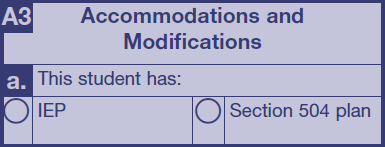 A3 Accommodations and
Modifications
a. This student has:
IEP Section 504 plan